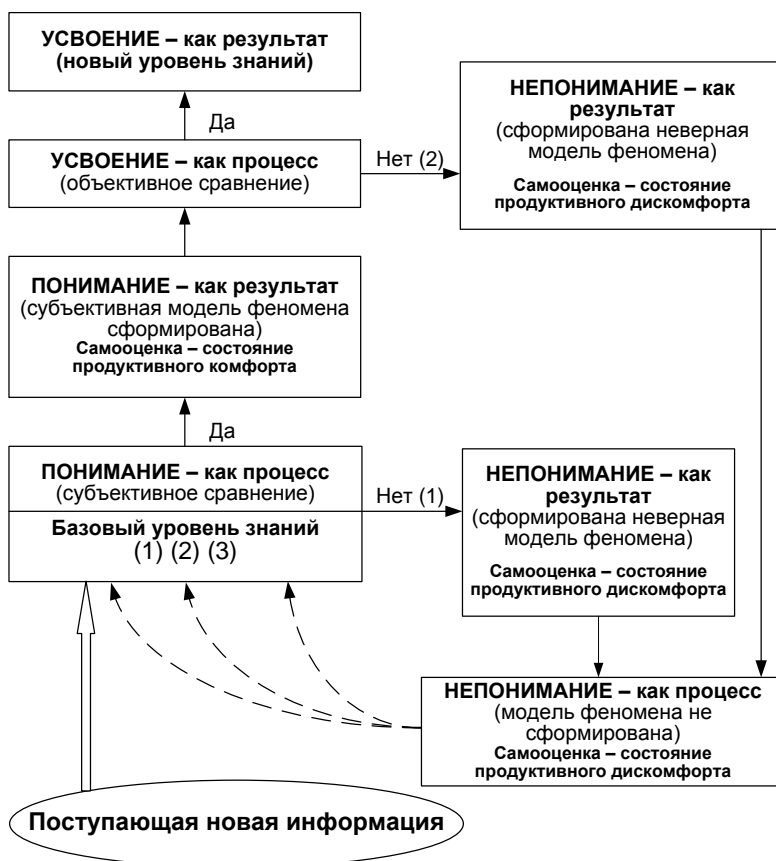 УСВОЕНИЕ – как результат
(новый уровень знаний)
Да
УСВОЕНИЕ – как процесс
(объективное сравнение)
Нет (2)
НЕПОНИМАНИЕ – как
результат
(сформирована неверная
модель феномена)
Самооценка – состояние
продуктивного дискомфорта
ПОНИМАНИЕ – как результат
(субъективная модель феномена
сформирована)
Самооценка – состояние
продуктивного комфорта
Да
ПОНИМАНИЕ – как процесс
(субъективное сравнение)
Базовый уровень знаний
(1) (2) (3)
Нет (1)
НЕПОНИМАНИЕ – как
результат
(сформирована неверная
модель феномена)
Самооценка – состояние
продуктивного дискомфорта
НЕПОНИМАНИЕ – как процесс
(модель феномена не
сформирована)
Самооценка – состояние
продуктивного дискомфорта
Поступающая новая информация